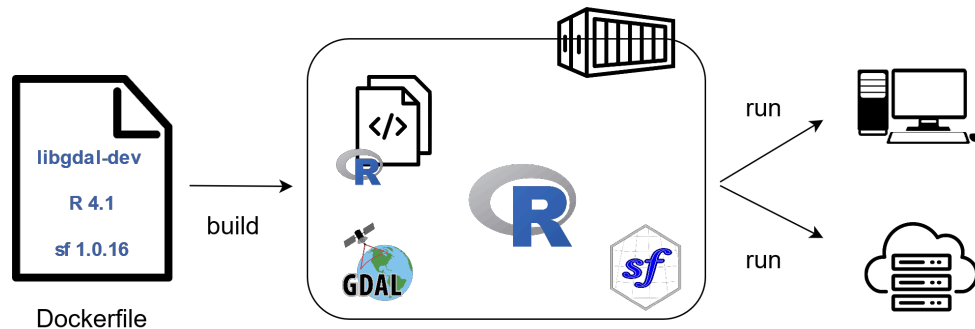 libgdal-dev
R 4.1
sf 1.0.16
Dockerfile
build
</>
R
R
GDAL
sf
run
run